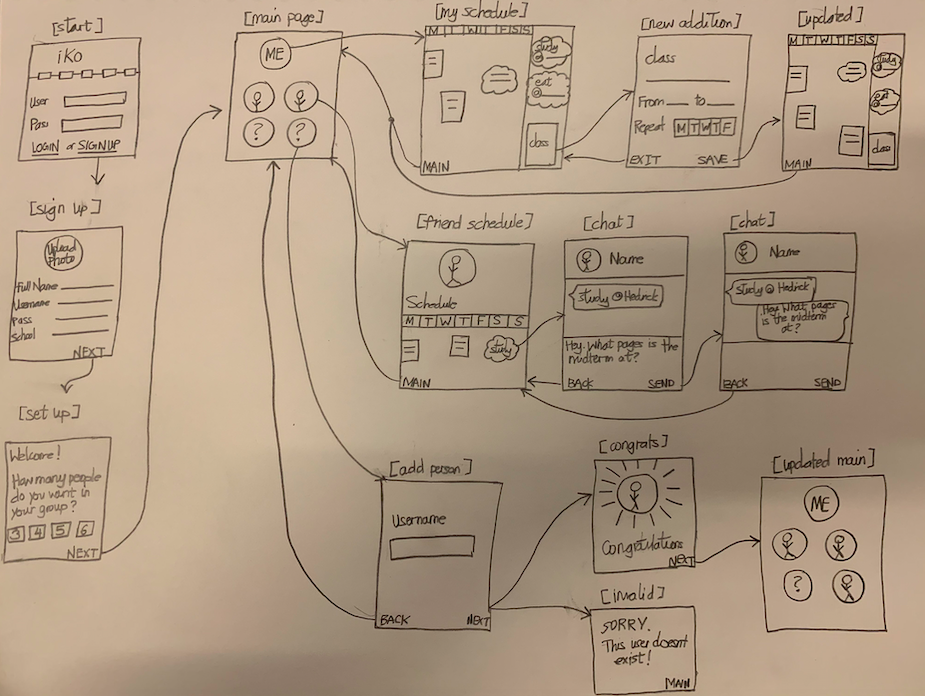 [start]
iKo
User
Pass
LOGIN or SIGNUP
[sign up]
Upload
Photo
Full Name
Username
Pass
School
NEXT
[set up]
Welcome!
How many people
do you want in
your group?
3 4 5 6
NEXT
[main page]
ME
? ?
[my schedule]
M T W T F S S
study
@
eat
@
class
MAIN
[new addition]
class
From to
Repeat M T W T F
EXIT SAVE
[updated]
M T W T F S S
study
@
eat
@
class
MAIN
[friend schedule]
Schedule
M T W T F S S
study
MAIN
[chat]
Name
study @ Hedrick
Hey. What pages is the
midterm at?
BACK SEND
[chat]
Name
study @ Hedrick
Hey. What pages
is the midterm
at?
BACK SEND
[add person]
Username
BACK NEXT
[congrats]
Congratulations
NEXT
[invalid]
SORRY.
This user doesn't
exist!
MAIN
[updated main]
ME
?